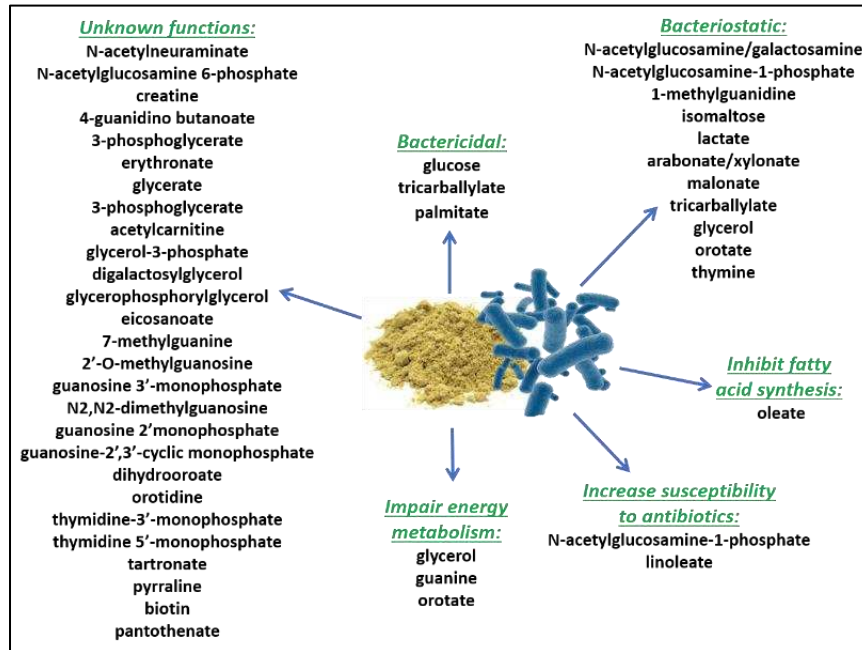 Unknown functions:
N-acetylneuraminate
N-acetylglucosamine 6-phosphate
creatine
4-guanidino butanoate
3-phosphoglycerate
erythronate
glycerate
3-phosphoglycerate
acetylcarnitine
glycerol-3-phosphate
digalactosylglycerol
glycerophosphorylglycerol
eicosanoate
7-methylguanine
2’-O-methylguanosine
guanosine 3’-monophosphate
N2,N2-dimethylguanosine
guanosine 2’monophosphate
guanosine-2’,3’-cyclic monophosphate
dihydrooroate
orotidine
thymidine-3’-monophosphate
thymidine 5’-monophosphate
tartronate
pyrraline
biotin
pantothenate
Bactericidal:
glucose
tricarballylate
palmitate
Bacteriostatic:
N-acetylglucosamine/galactosamine
N-acetylglucosamine-1-phosphate
1-methylguanidine
isomaltose
lactate
arabonate/xylonate
malonate
tricarballylate
glycerol
orotate
thymine
Inhibit fatty
acid synthesis:
oleate
Impair energy
metabolism:
glycerol
guanine
orotate
Increase susceptibility
to antibiotics:
N-acetylglucosamine-1-phosphate
linoleate